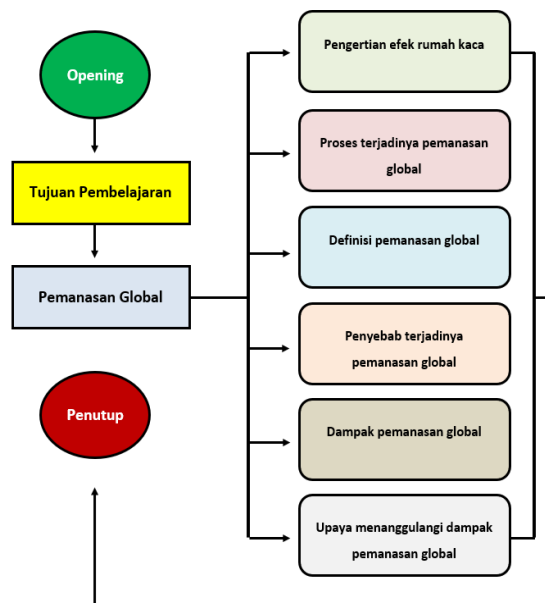 Opening
Tujuan Pembelajaran
Pemanasan Global
Penutup
Pengertian efek rumah kaca
Proses terjadinya pemanasan
global
Definisi pemanasan global
Penyebab terjadinya
pemanasan global
Dampak pemanasan global
Upaya menanggulangi dampak
pemanasan global